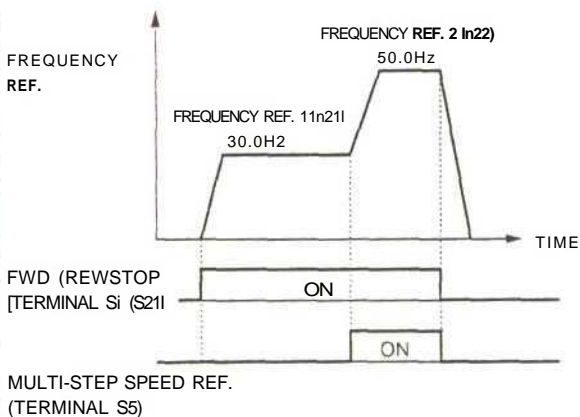 FREQUENCY REF. 2 In22)
50.0Hz
FREQUENCY
REF.
FREQUENCY REF. 11n21I
30.0H2
TIME
FWD (REWSTOP
[TERMINAL Si (S21I
ON
ON
MULTI-STEP SPEED REF.
(TERMINAL S5)